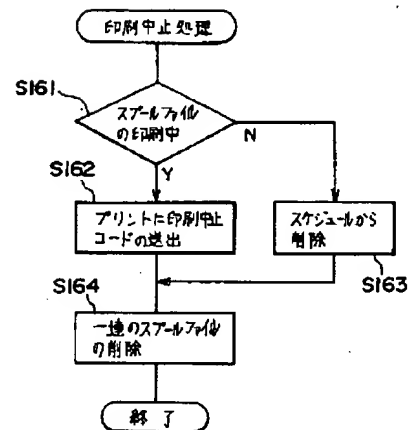 印刷中止処理
S161
スプールファイル
の印刷中
N
Y
S162
プリントに印刷中止
コードの送出
スケジュールから
削除
S163
S164
一連のスプールファイル
の削除
終了